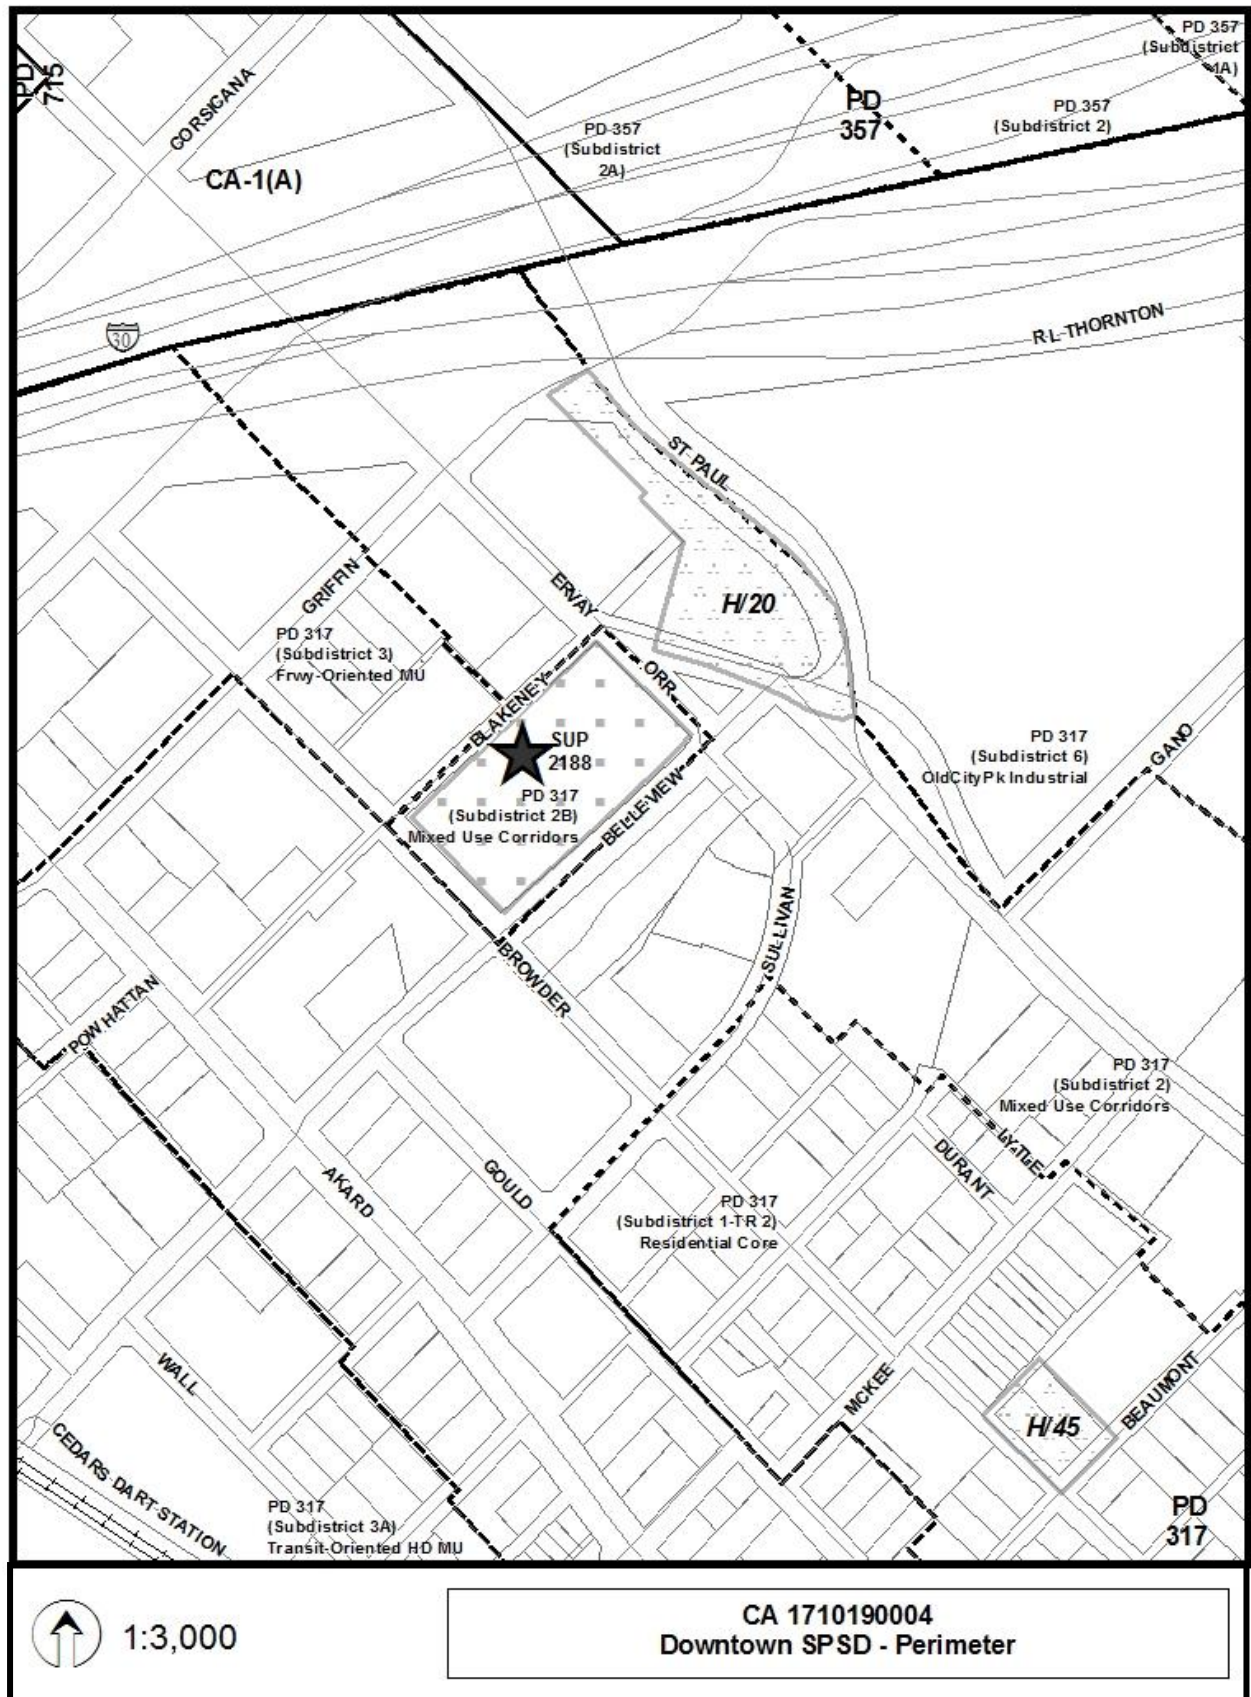 PD 357
(Subdistrict
1A)
PD
715
CORSICANA
PD
357
PD 357
(Subdistrict 2)
PD 357
(Subdistrict
2A)
CA-1(A)
30
R L THORNTON
ST PAUL
GRIFFIN
ERVAY
H/20
PD 317
(Subdistrict 3)
Frwy-Oriented MU
ORR
BLAKENEY
SUP
2188
PD 317
(Subdistrict 2B)
Mixed Use Corridors
BELLEVIEW
PD 317
(Subdistrict 6)
OldCityPk Industrial
GANO
SULLIVAN
BROWDER
POWHATTAN
PD 317
(Subdistrict 2)
Mixed Use Corridors
LYTLE
DURANT
AKARD
GOULD
PD 317
(Subdistrict 1-TR 2)
Residential Core
WALL
MCKEE
BEAUMONT
H/45
CEDARS DART STATION
PD 317
(Subdistrict 3A)
Transit-Oriented HD MU
PD
317
1:3,000
CA 1710190004
Downtown SPSD - Perimeter